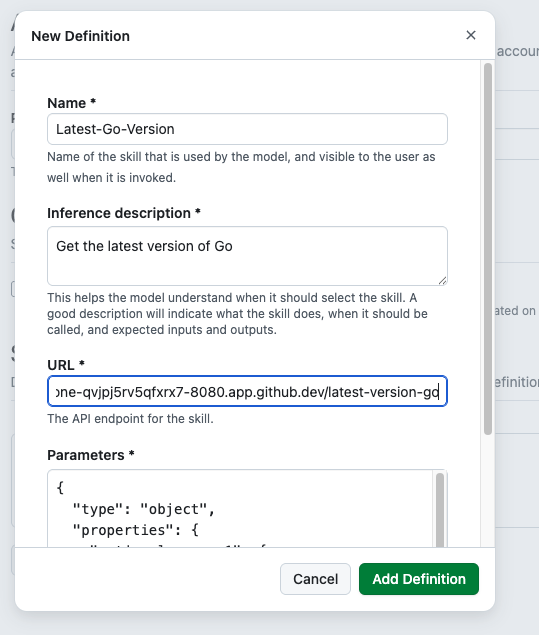 New Definition
×
accour
Name *
Latest-Go-Version
Name of the skill that is used by the model, and visible to the user as
well when it is invoked.
Inference description *
Get the latest version of Go
This helps the model understand when it should select the skill. A
good description will indicate what the skill does, when it should be
called, and expected inputs and outputs.
ated on
URL *
one-qvjpj5rv5qfxrx7-8080.app.github.dev/latest-version-go
efinition
The API endpoint for the skill.
Parameters *
{
"type": "object",
"properties": {
Cancel
Add Definition